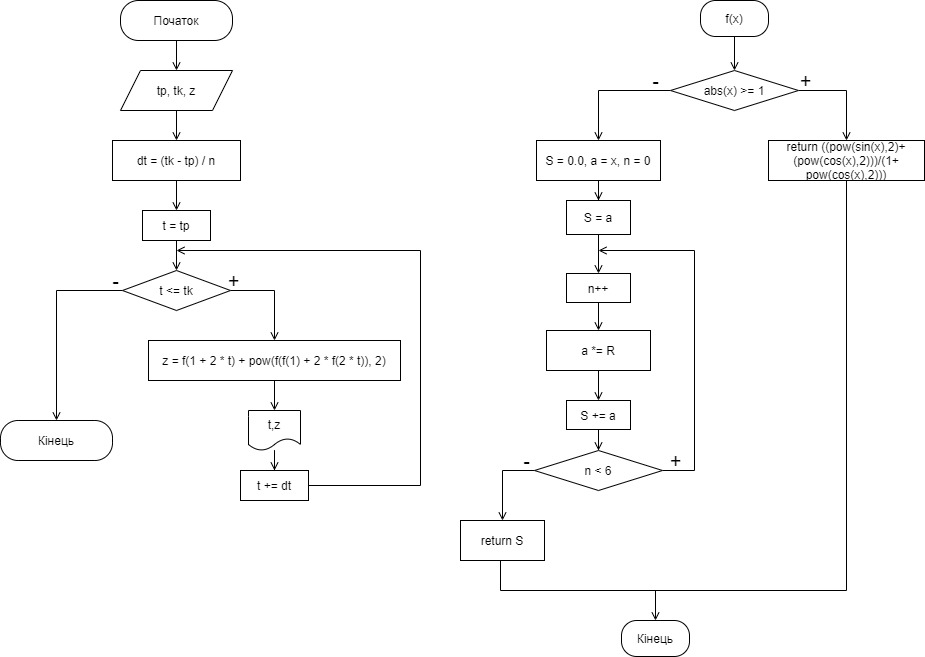 Початок
tp, tk, z
dt = (tk - tp) / n
t = tp
t <= tk
-
+
z = f(1 + 2 * t) + pow(f(f(1) + 2 * f(2 * t)), 2)
t,z
t += dt
Кінець
f(x)
abs(x) >= 1
-
+
S = 0.0, a = x, n = 0
return ((pow(sin(x),2)+
(pow(cos(x),2)))/(1+
pow(cos(x),2)))
S = a
n++
a *= R
S += a
n < 6
-
+
return S
Кінець